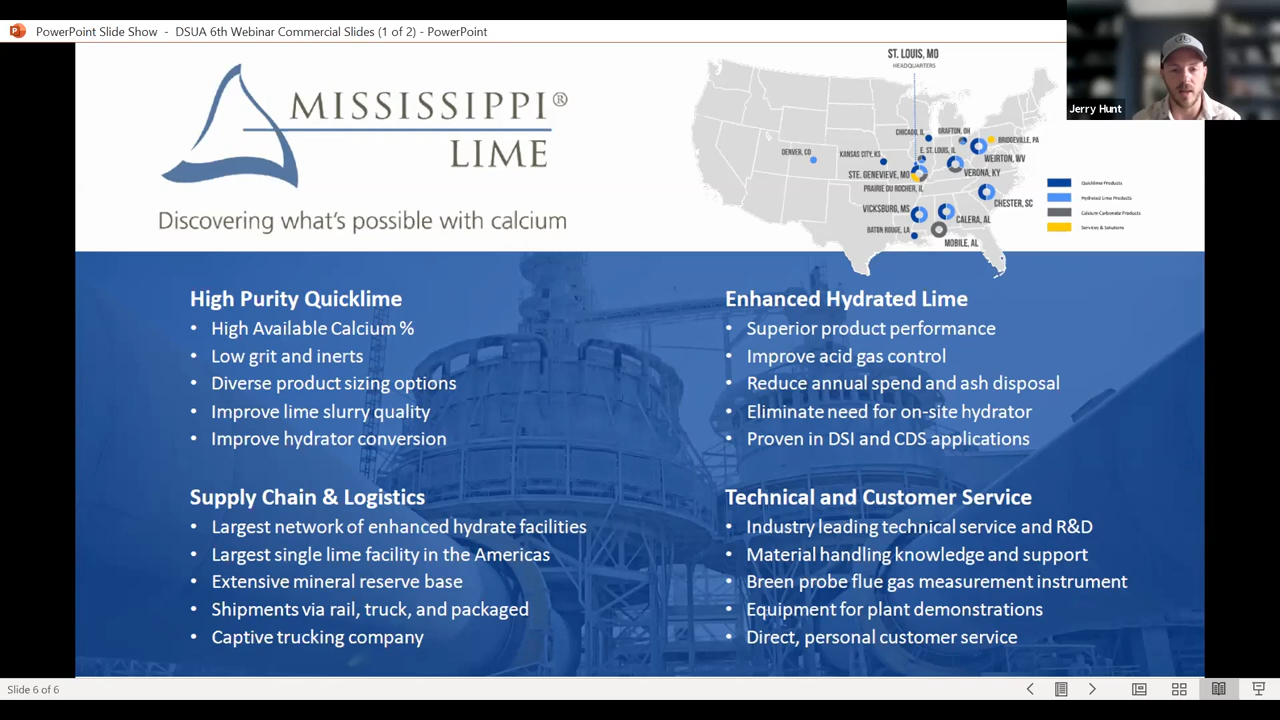 PowerPoint Slide Show - DSUA 6th Webinar Commercial Slides (1 of 2) - PowerPoint
Jerry Hunt
MISSISSIPPI®
LIME
Discovering what's possible with calcium
ST. LOUIS, MO
HEADQUARTERS
CHICAGO, IL
GRAFTON, OH
BRIDGEVILLE, PA
DENVER, CO
KANSAS CITY, KS
E. ST. LOUIS, IL
WEIRTON, WV
STE. GENEVIEVE, MO
VERONA, KY
PRAIRIE DU ROCHER, IL
CHESTER, SC
VICKSBURG, MS
CALERA, AL
BATON ROUGE, LA
MOBILE, AL
Quicklime Products
Hydrated Lime Products
Calcium Carbonate Products
Services & Solutions
High Purity Quicklime
• High Available Calcium %
• Low grit and inerts
• Diverse product sizing options
• Improve lime slurry quality
• Improve hydrator conversion
Enhanced Hydrated Lime
• Superior product performance
• Improve acid gas control
• Reduce annual spend and ash disposal
• Eliminate need for on-site hydrator
• Proven in DSI and CDS applications
Supply Chain & Logistics
• Largest network of enhanced hydrate facilities
• Largest single lime facility in the Americas
• Extensive mineral reserve base
• Shipments via rail, truck, and packaged
• Captive trucking company
Technical and Customer Service
• Industry leading technical service and R&D
• Material handling knowledge and support
• Breen probe flue gas measurement instrument
• Equipment for plant demonstrations
• Direct, personal customer service
Slide 6 of 6